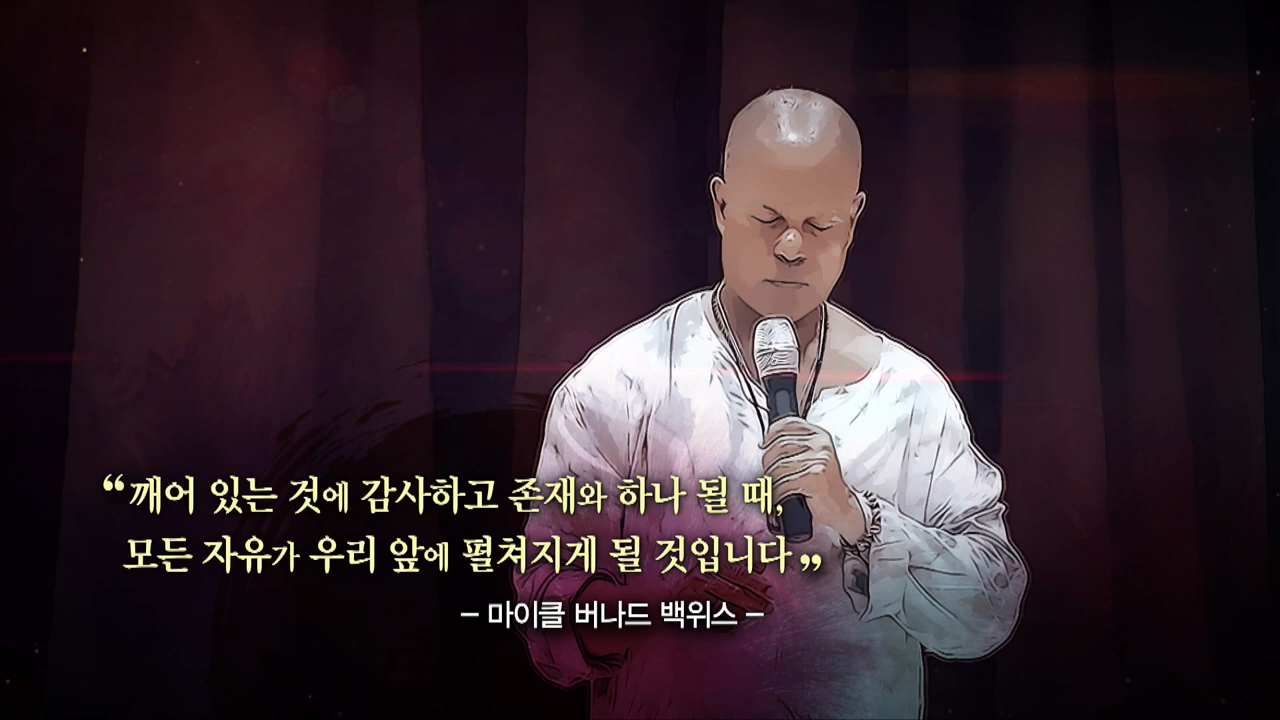 “깨어 있는 것에 감사하고 존재와 하나 될 때,
모든 자유가 우리 앞에 펼쳐지게 될 것입니다”
– 마이클 버나드 백위스 –